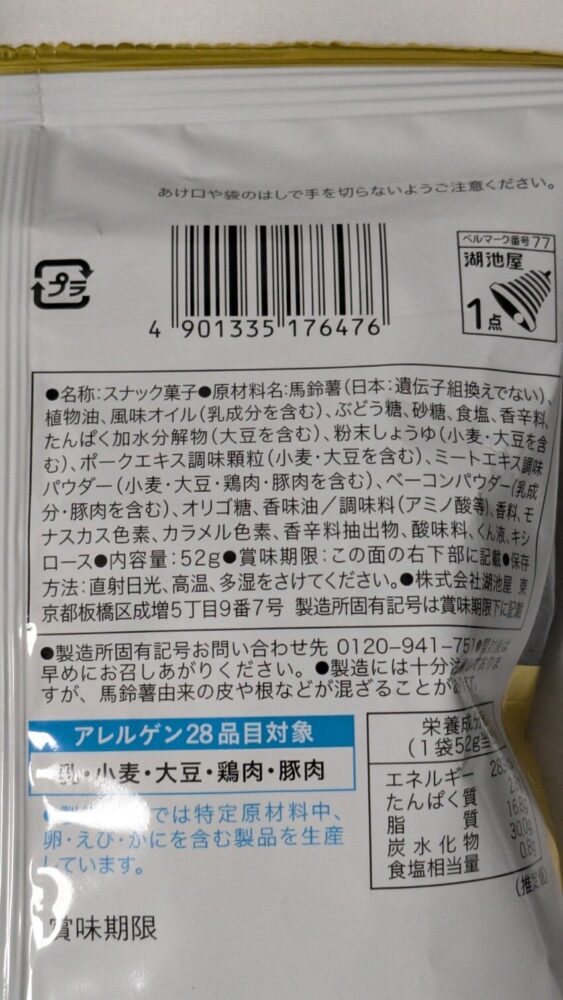 あけ口や袋のはしで手を切らないようご注意ください。
プラ
4 901335 176476
ベルマーク番号77
湖池屋
1点
●名称:スナック菓子●原材料名:馬鈴薯(日本:遺伝子組換えでない)、
植物油、風味オイル(乳成分を含む)、ぶどう糖、砂糖、食塩、香辛料、
たんぱく加水分解物(大豆を含む)、粉末しょうゆ(小麦・大豆を含
む)、ポークエキス調味顆粒(小麦・大豆を含む)、ミートエキス調味
パウダー(小麦・大豆・鶏肉・豚肉を含む)、ベーコンパウダー(乳成
分・豚肉を含む)、オリゴ糖、香味油/調味料(アミノ酸等)、香料、モ
ナスカス色素、カラメル色素、香辛料抽出物、酸味料、くん液、キシ
ロース●内容量:52g●賞味期限:この面の右下部に記載●保存
方法:直射日光、高温、多湿をさけてください。●株式会社湖池屋 東
京都板橋区成増5丁目9番7号 製造所固有記号は賞味期限下に記載
●製造所固有記号お問い合わせ先 0120-941-751●開封後は
早めにお召しあがりください。●製造には十分注意しておりま
すが、馬鈴薯由来の皮や根などが混ざることが
アレルゲン28品目対象
乳・小麦・大豆・鶏肉・豚肉
では特定原材料中、
卵・えび・かにを含む製品を生産
しています。
栄養成分
(1袋52g当
エネルギー
たんぱく質
脂質 16.8g
炭水化物 30.0g
食塩相当量 0.8g
(推定値)
賞味期限